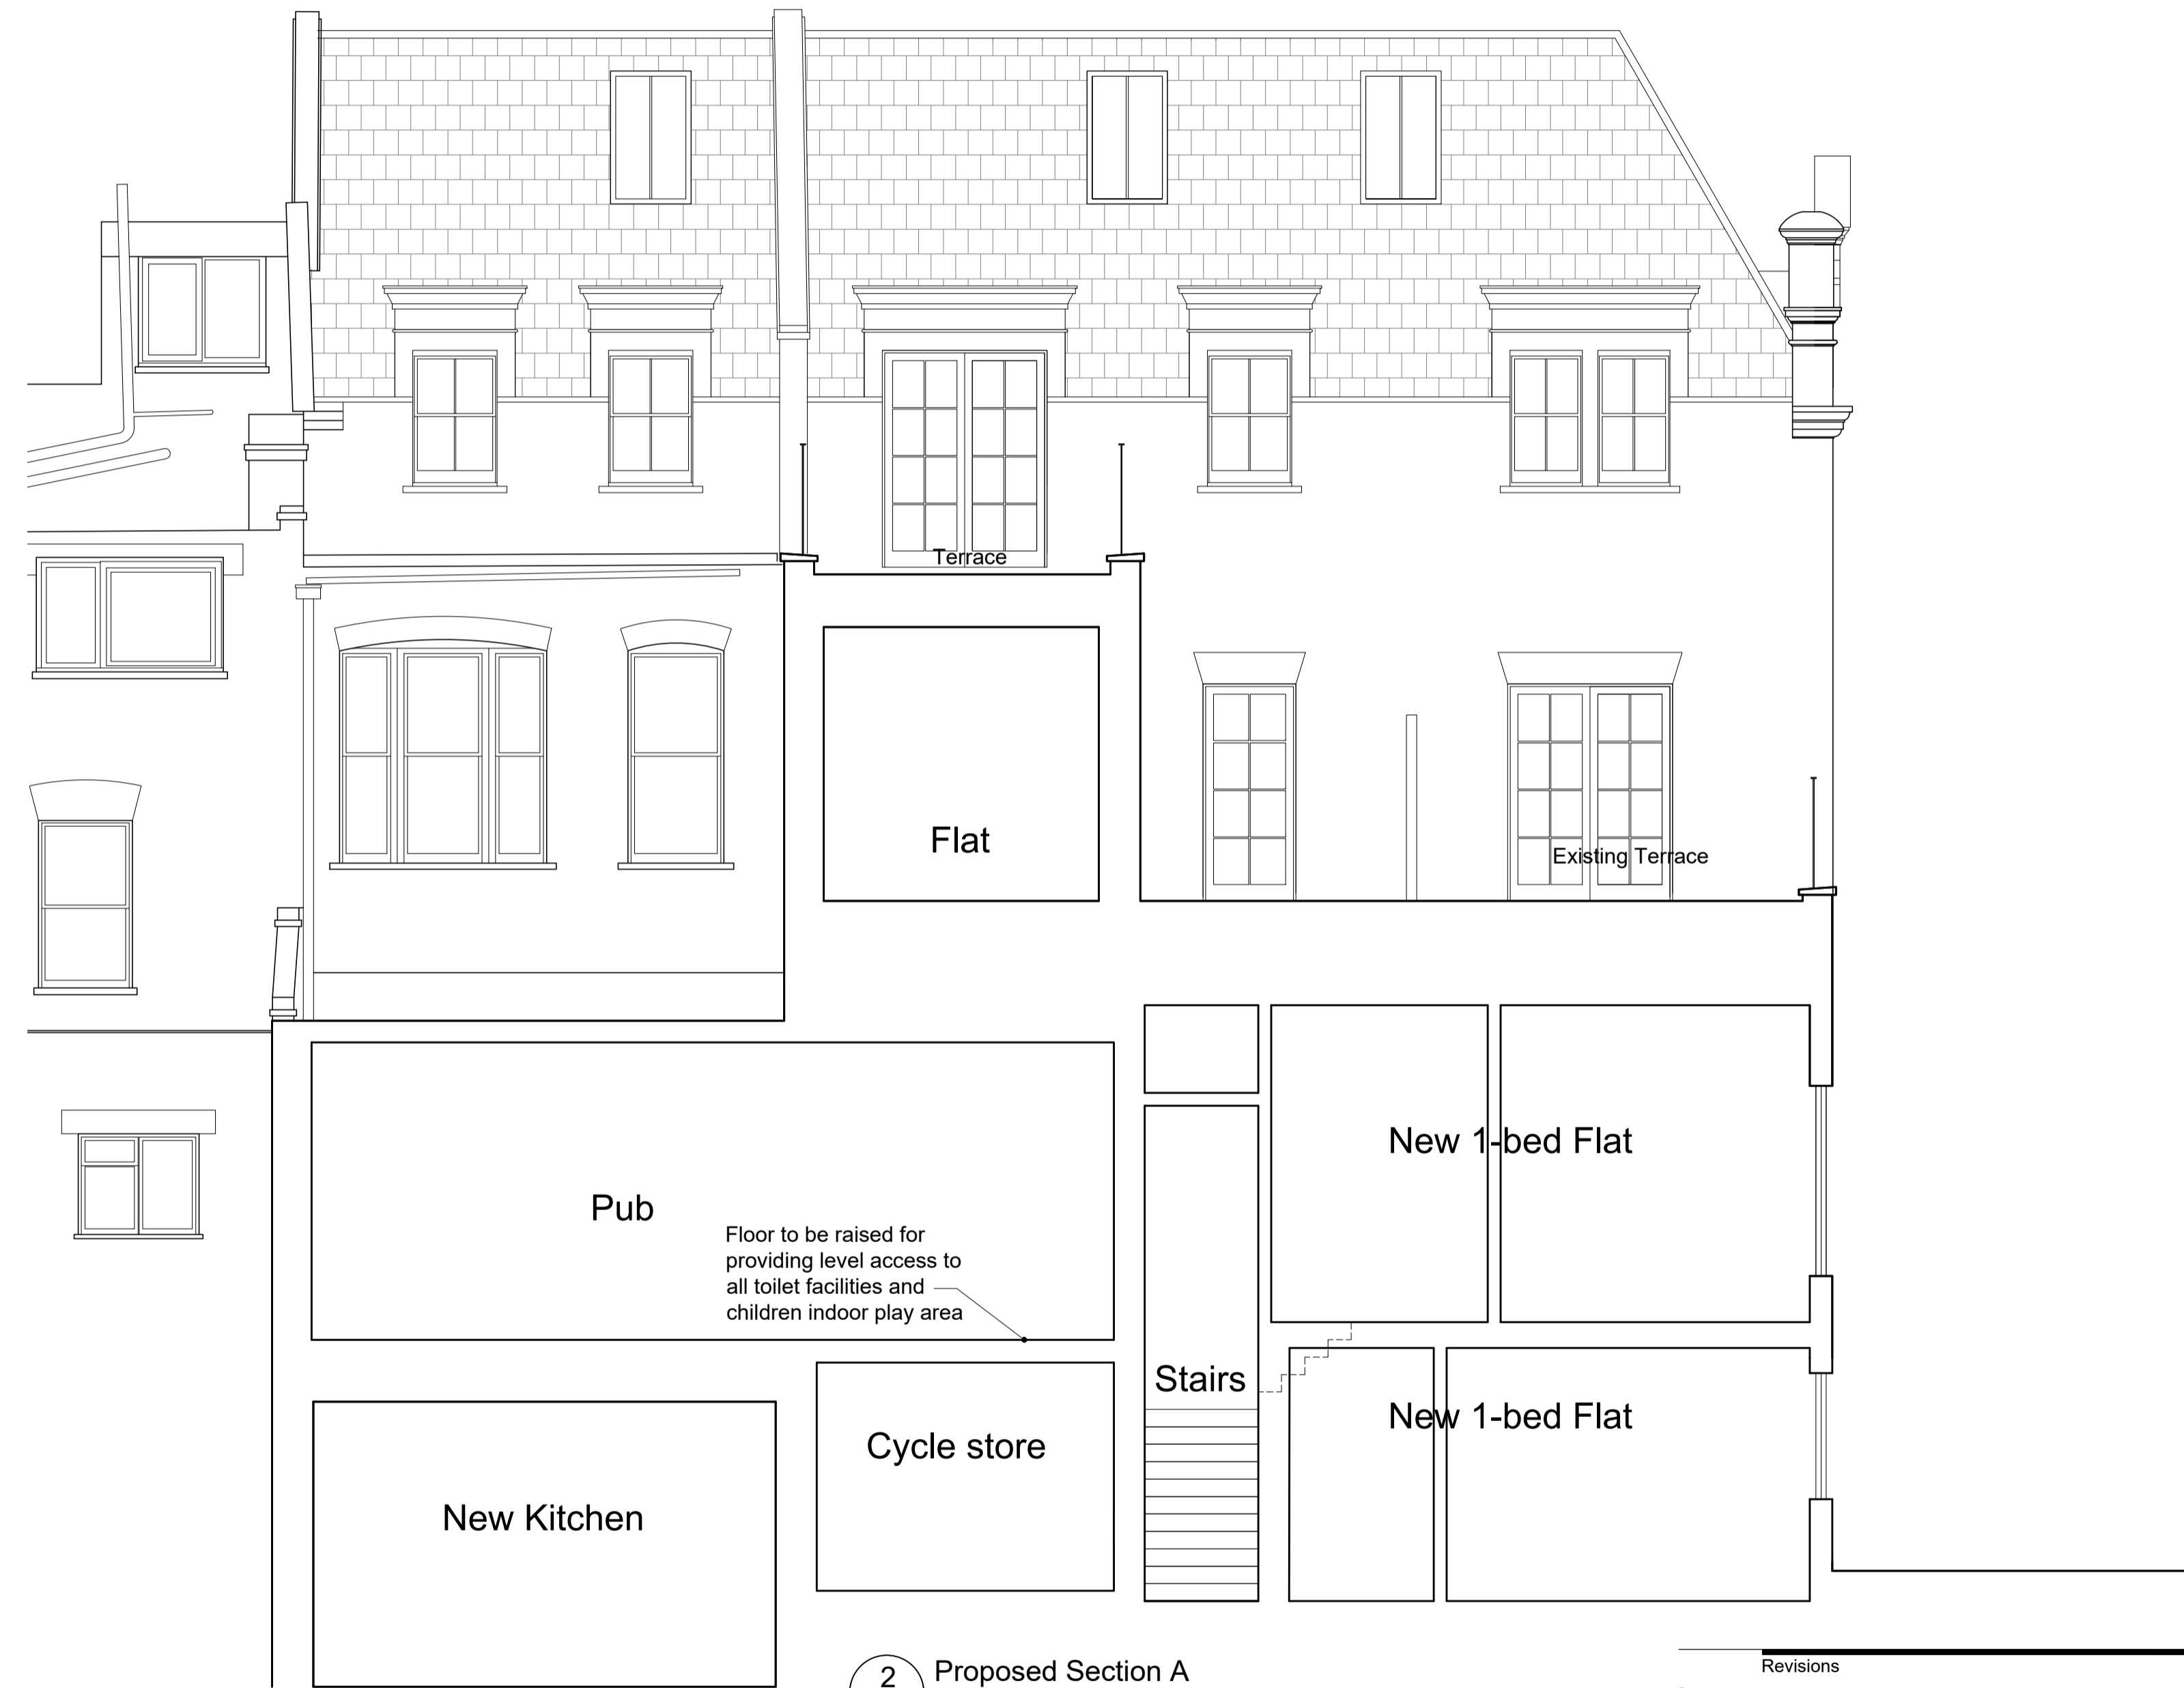 Terrace
Flat
Existing Terrace
New 1-bed Flat
Pub
Floor to be raised for
providing level access to
all toilet facilities and
children indoor play area
Stairs
New 1-bed Flat
Cycle store
New Kitchen
2
Proposed Section A
Revisions